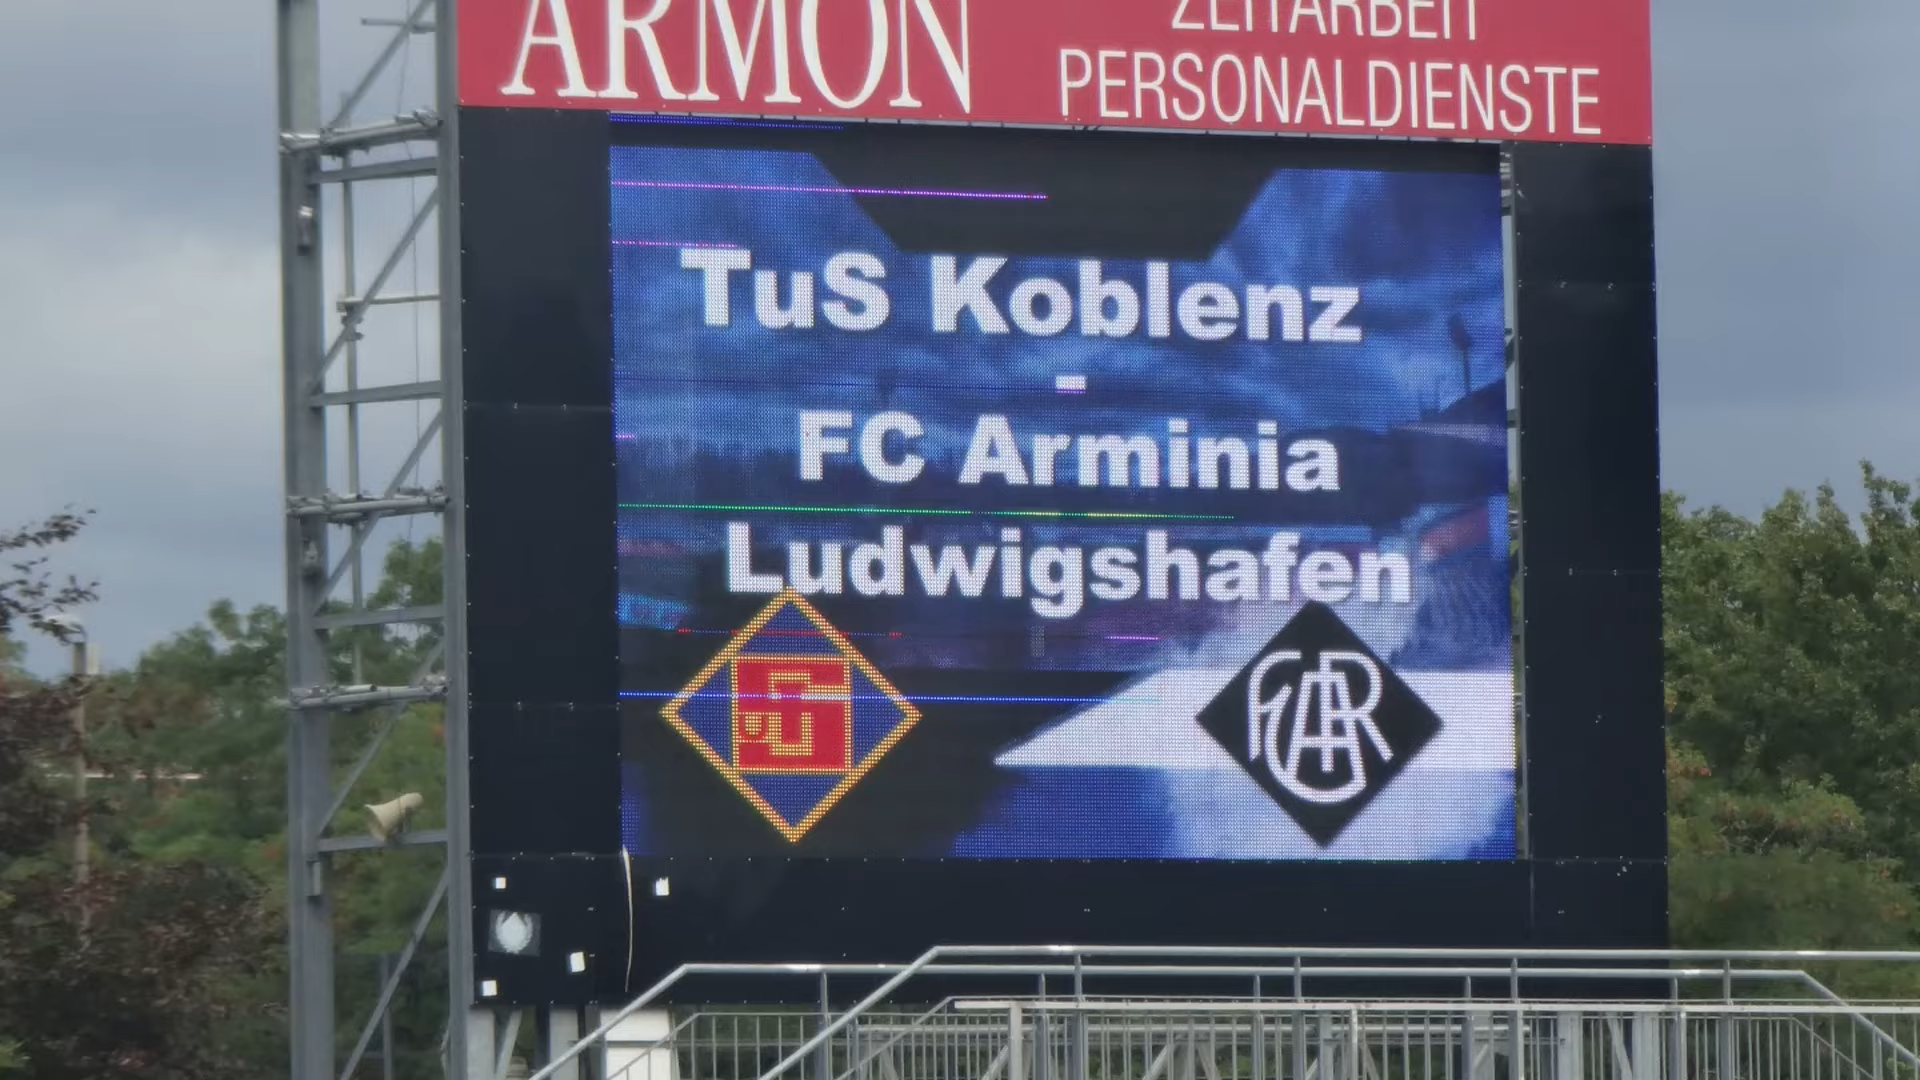 ARMON
ZEITARBEIT
PERSONALDIENSTE
TuS Koblenz
-
FC Arminia
Ludwigshafen